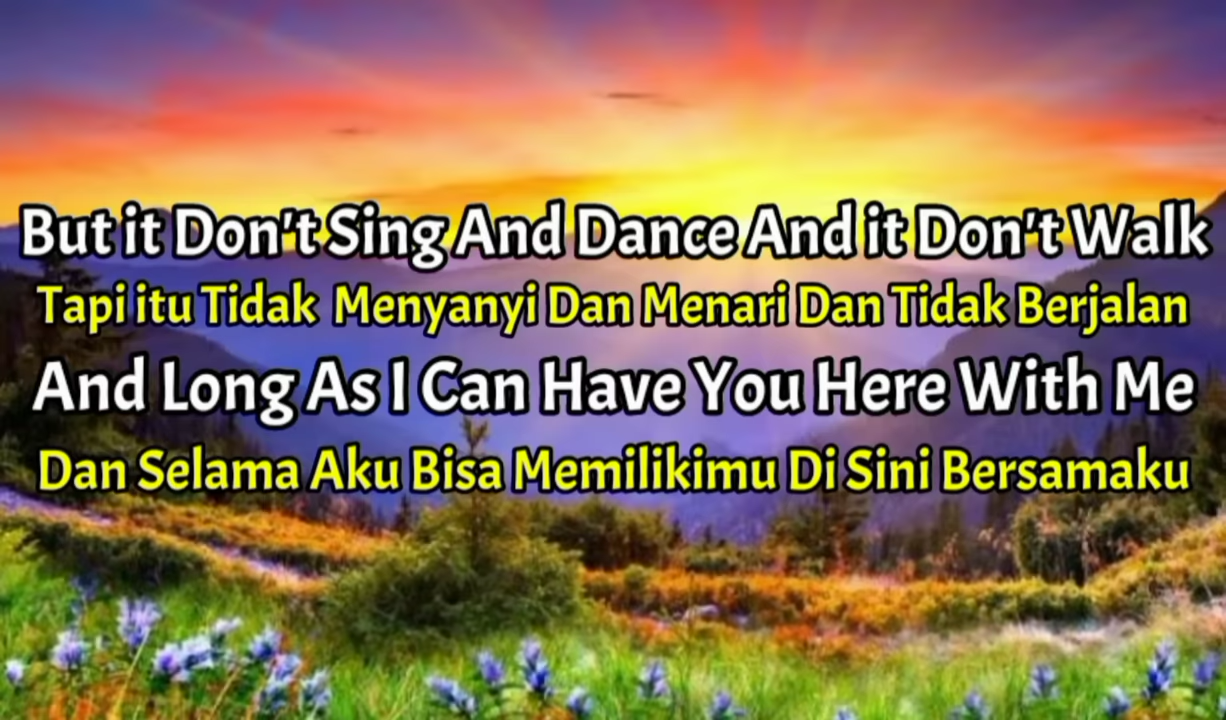 But it Don't Sing And Dance And it Don't Walk
Tapi itu Tidak Menyanyi Dan Menari Dan Tidak Berjalan
And Long As I Can Have You Here With Me
Dan Selama Aku Bisa Memilikimu Di Sini Bersamaku